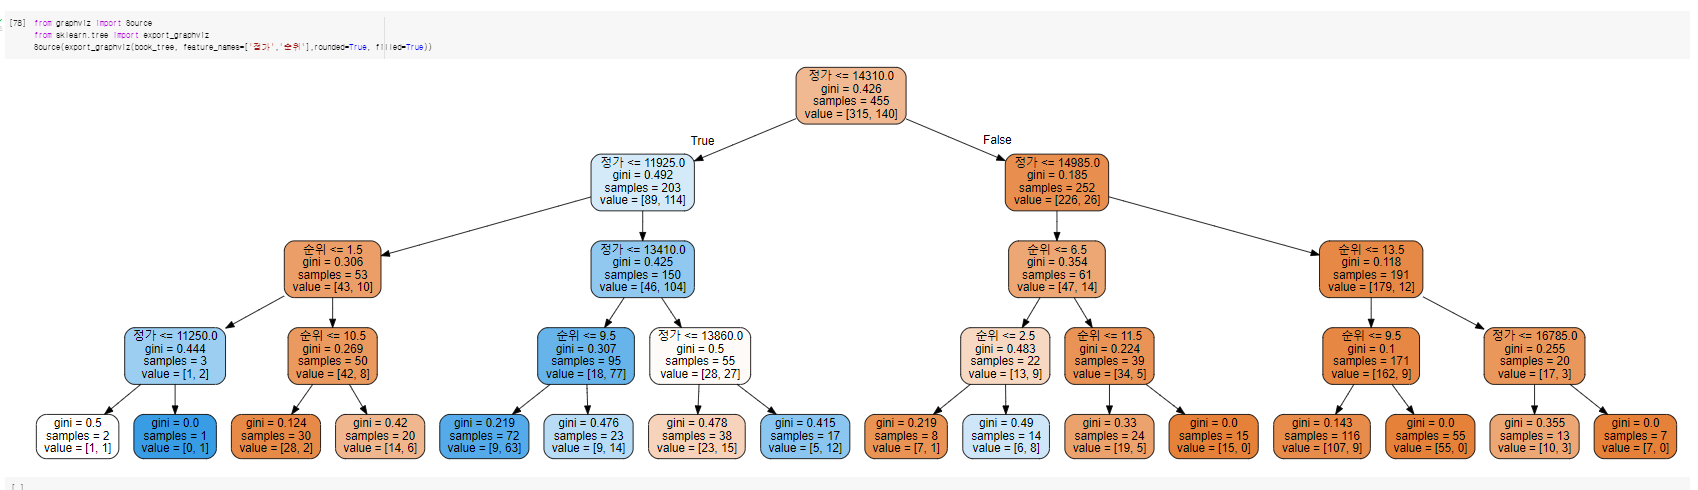 [78] from graphviz import Source
from sklearn.tree import export_graphviz
Source(export_graphviz(book_tree, feature_names=['정가','순위'],rounded=True, filled=True))
정가 <= 14310.0
gini = 0.426
samples = 455
value = [315, 140]
True
False
정가 <= 11925.0
gini = 0.492
samples = 203
value = [89, 114]
정가 <= 14985.0
gini = 0.185
samples = 252
value = [226, 26]
순위 <= 1.5
gini = 0.306
samples = 53
value = [43, 10]
정가 <= 13410.0
gini = 0.425
samples = 150
value = [46, 104]
순위 <= 6.5
gini = 0.354
samples = 61
value = [47, 14]
순위 <= 13.5
gini = 0.118
samples = 191
value = [179, 12]
정가 <= 11250.0
gini = 0.444
samples = 3
value = [1, 2]
순위 <= 10.5
gini = 0.269
samples = 50
value = [42, 8]
순위 <= 9.5
gini = 0.307
samples = 95
value = [18, 77]
정가 <= 13860.0
gini = 0.5
samples = 55
value = [28, 27]
순위 <= 2.5
gini = 0.483
samples = 22
value = [13, 9]
순위 <= 11.5
gini = 0.224
samples = 39
value = [34, 5]
순위 <= 9.5
gini = 0.1
samples = 171
value = [162, 9]
정가 <= 16785.0
gini = 0.255
samples = 20
value = [17, 3]
gini = 0.5
samples = 2
value = [1, 1]
gini = 0.0
samples = 1
value = [0, 1]
gini = 0.124
samples = 30
value = [28, 2]
gini = 0.42
samples = 20
value = [14, 6]
gini = 0.219
samples = 72
value = [9, 63]
gini = 0.476
samples = 23
value = [9, 14]
gini = 0.478
samples = 38
value = [23, 15]
gini = 0.415
samples = 17
value = [5, 12]
gini = 0.219
samples = 8
value = [7, 1]
gini = 0.49
samples = 14
value = [6, 8]
gini = 0.33
samples = 24
value = [19, 5]
gini = 0.0
samples = 15
value = [15, 0]
gini = 0.143
samples = 116
value = [107, 9]
gini = 0.0
samples = 55
value = [55, 0]
gini = 0.355
samples = 13
value = [10, 3]
gini = 0.0
samples = 7
value = [7, 0]
[ ]